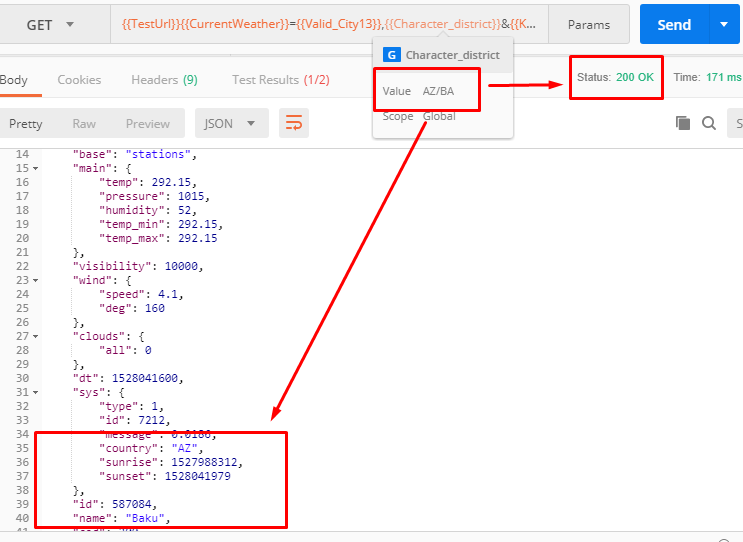 GET {{TestUrl}}{{CurrentWeather}}={{Valid_City13}},{{Character_district}}&{{K... Params Send
G Character_district
Value AZ/BA
Scope Global
Body Cookies Headers (9) Test Results (1/2) Status: 200 OK Time: 171 ms
Pretty Raw Preview JSON S
14 "base": "stations",
15 "main": {
16 "temp": 292.15,
17 "pressure": 1015,
18 "humidity": 52,
19 "temp_min": 292.15,
20 "temp_max": 292.15
21 },
22 "visibility": 10000,
23 "wind": {
24 "speed": 4.1,
25 "deg": 160
26 },
27 "clouds": {
28 "all": 0
29 },
30 "dt": 1528041600,
31 "sys": {
32 "type": 1,
33 "id": 7212,
34 "message": 0.0186,
35 "country": "AZ",
36 "sunrise": 1527988312,
37 "sunset": 1528041979
38 },
39 "id": 587084,
40 "name": "Baku",
41